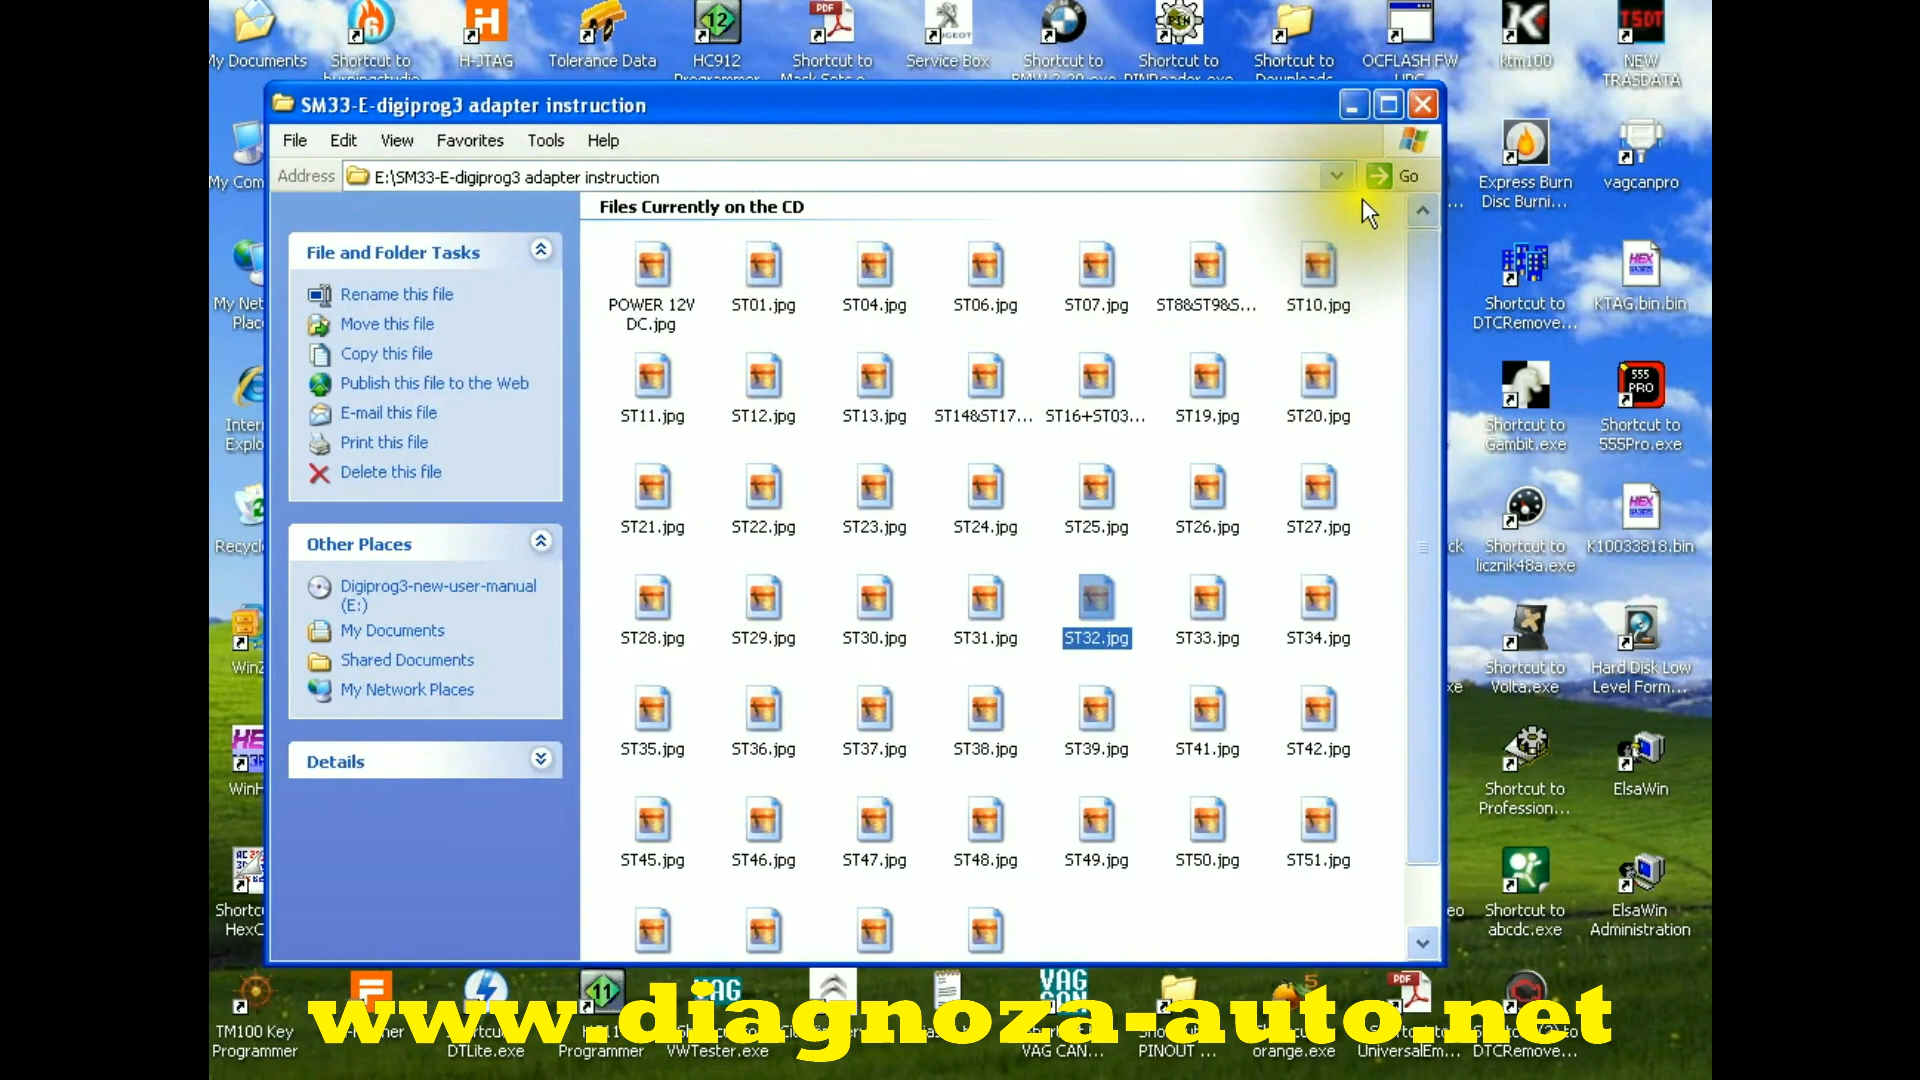 My Documents
Shortcut to
H-JTAG
Tolerance Data
HC912
Programmer
Shortcut to
Service Box
Shortcut to
Shortcut to
Shortcut to
OCFLASH FW
ktm100
NEW
TRASDATA
SM33-E-digiprog3 adapter instruction
File Edit View Favorites Tools Help
Address E:\SM33-E-digiprog3 adapter instruction Go
Files Currently on the CD
File and Folder Tasks
Rename this file
Move this file
Copy this file
Publish this file to the Web
E-mail this file
Print this file
Delete this file
Other Places
Digiprog3-new-user-manual
(E:)
My Documents
Shared Documents
My Network Places
Details
POWER 12V
DC.jpg
ST01.jpg
ST04.jpg
ST06.jpg
ST07.jpg
ST8&ST9&S...
ST10.jpg
ST11.jpg
ST12.jpg
ST13.jpg
ST14&ST17...
ST16+ST03...
ST19.jpg
ST20.jpg
ST21.jpg
ST22.jpg
ST23.jpg
ST24.jpg
ST25.jpg
ST26.jpg
ST27.jpg
ST28.jpg
ST29.jpg
ST30.jpg
ST31.jpg
ST32.jpg
ST33.jpg
ST34.jpg
ST35.jpg
ST36.jpg
ST37.jpg
ST38.jpg
ST39.jpg
ST41.jpg
ST42.jpg
ST45.jpg
ST46.jpg
ST47.jpg
ST48.jpg
ST49.jpg
ST50.jpg
ST51.jpg
Express Burn
Disc Burni...
vagcanpro
Shortcut to
DTCRemove...
KTAG.bin.bin
Shortcut to
Gambit.exe
555
PRO
Shortcut to
555Pro.exe
Shortcut to
licznik48a.exe
K10033818.bin
Shortcut to
Volta.exe
Hard Disk Low
Level Form...
Shortcut to
Profession...
ElsaWin
Shortcut to
abcdc.exe
ElsaWin
Administration
TM100 Key
Programmer
DTLite.exe
Programmer
VWTester.exe
VAG CAN...
PINOUT ...
orange.exe
UniversalEm...
DTCRemove...
www.diagnoza-auto.net